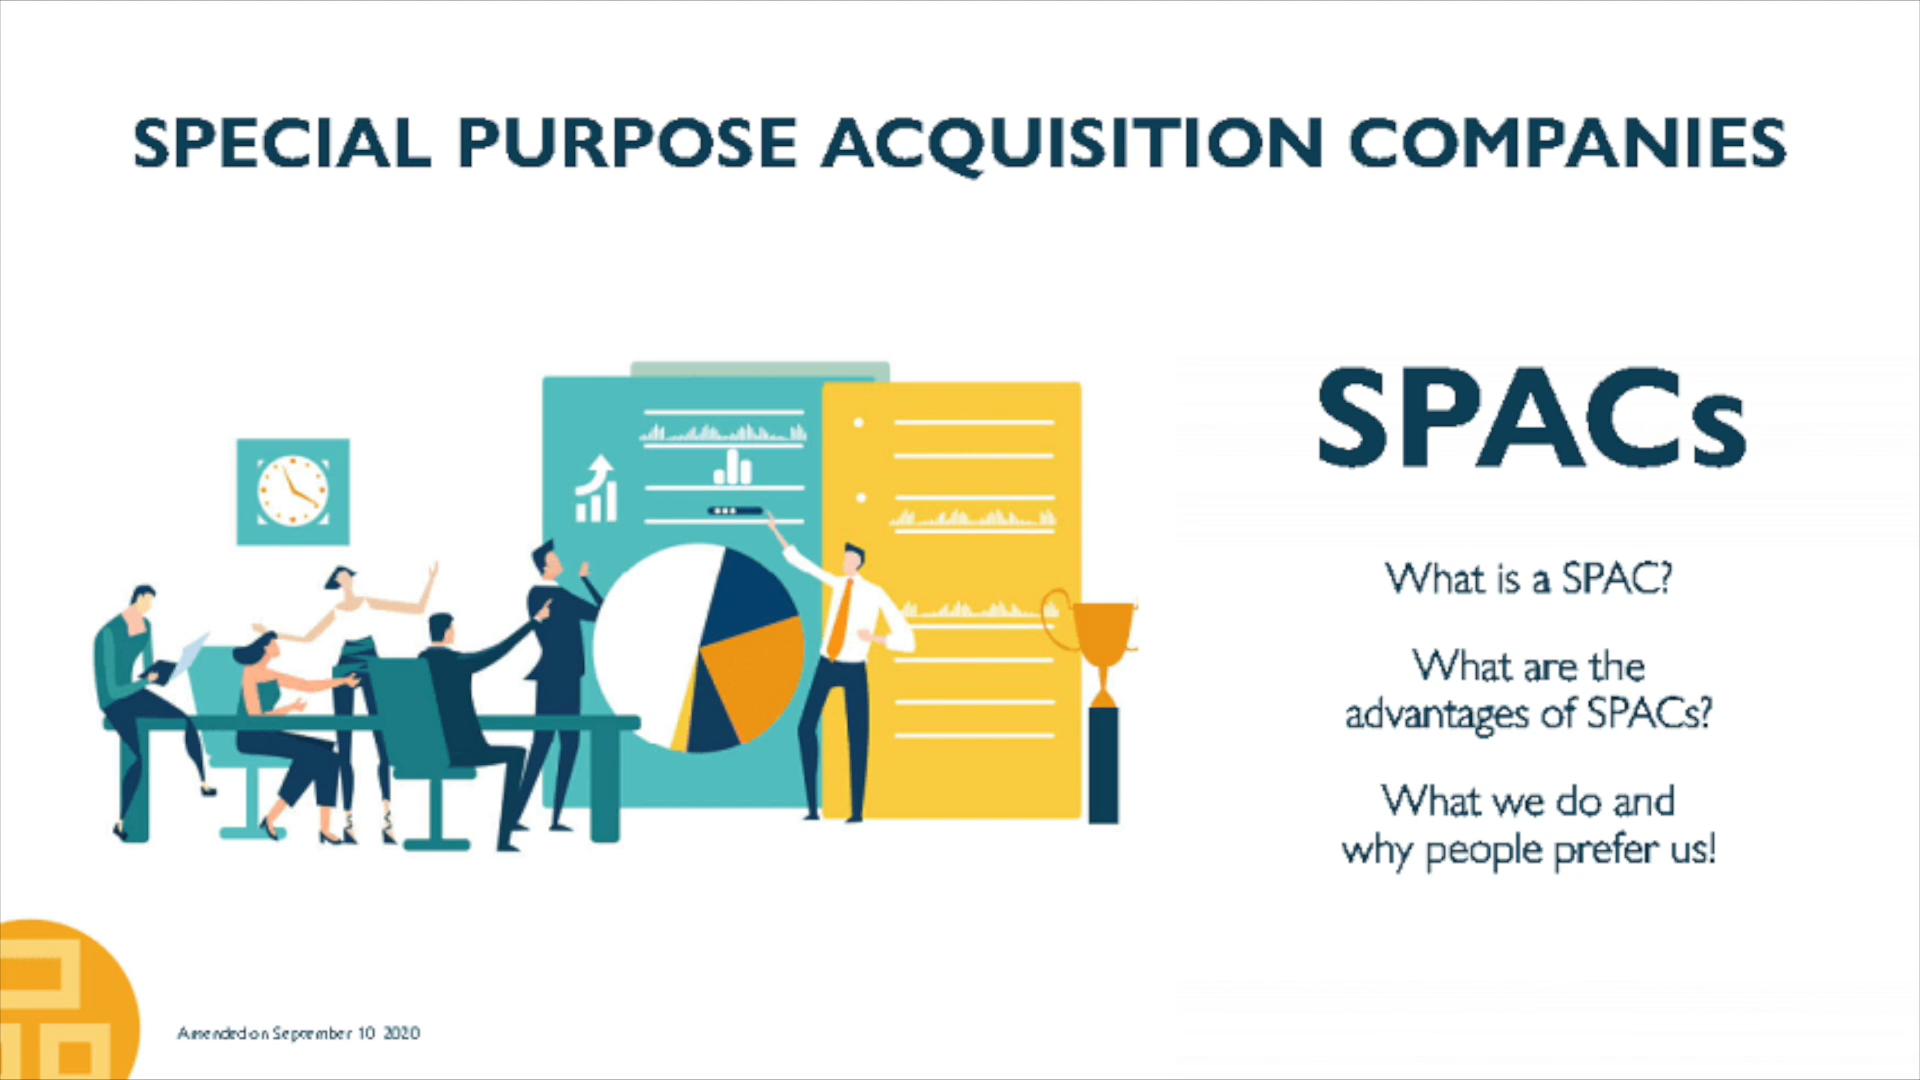 SPECIAL PURPOSE ACQUISITION COMPANIES
SPACs
What is a SPAC?
What are the
advantages of SPACs?
What we do and
why people prefer us!
Amended on September 10 2020